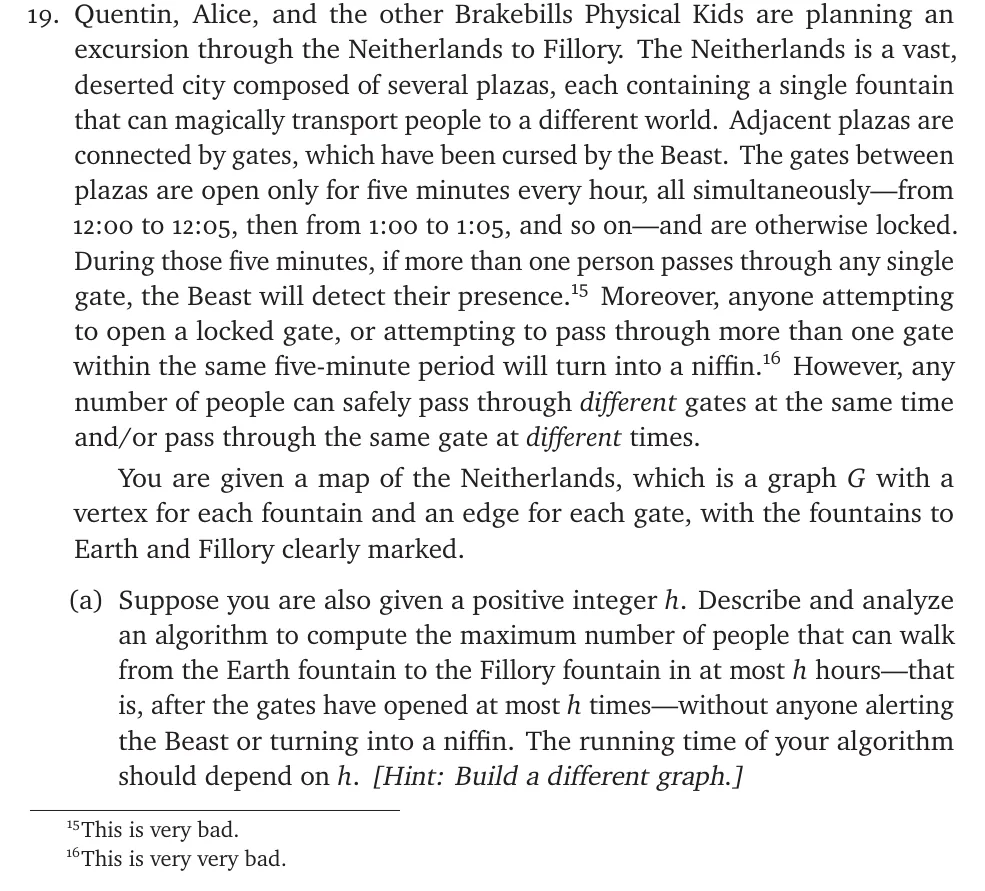 19. Quentin, Alice, and the other Brakebills Physical Kids are planning an
excursion through the Neitherlands to Fillory. The Neitherlands is a vast,
deserted city composed of several plazas, each containing a single fountain
that can magically transport people to a different world. Adjacent plazas are
connected by gates, which have been cursed by the Beast. The gates between
plazas are open only for five minutes every hour, all simultaneously—from
12:00 to 12:05, then from 1:00 to 1:05, and so on—and are otherwise locked.
During those five minutes, if more than one person passes through any single
gate, the Beast will detect their presence.¹⁵ Moreover, anyone attempting
to open a locked gate, or attempting to pass through more than one gate
within the same five-minute period will turn into a niffin.¹⁶ However, any
number of people can safely pass through different gates at the same time
and/or pass through the same gate at different times.
You are given a map of the Neitherlands, which is a graph G with a
vertex for each fountain and an edge for each gate, with the fountains to
Earth and Fillory clearly marked.
(a) Suppose you are also given a positive integer h. Describe and analyze
an algorithm to compute the maximum number of people that can walk
from the Earth fountain to the Fillory fountain in at most h hours—that
is, after the gates have opened at most h times—without anyone alerting
the Beast or turning into a niffin. The running time of your algorithm
should depend on h. [Hint: Build a different graph.]
¹⁵This is very bad.
¹⁶This is very very bad.